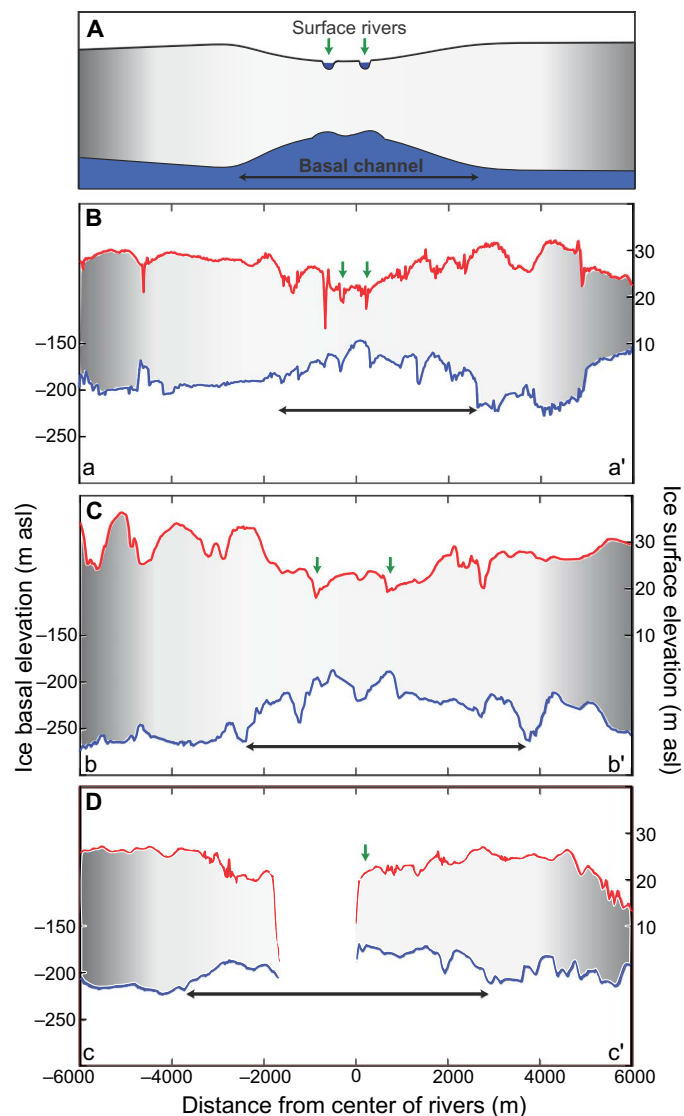 A
Surface rivers
Basal channel
B
30
20
10
–150
–200
–250
a
a'
C
30
20
10
–150
–200
–250
b
b'
D
40
30
20
10
–150
–200
–250
c
c'
Ice basal elevation (m asl)
Ice surface elevation (m asl)
–6000 –4000 –2000 0 2000 4000 6000
Distance from center of rivers (m)